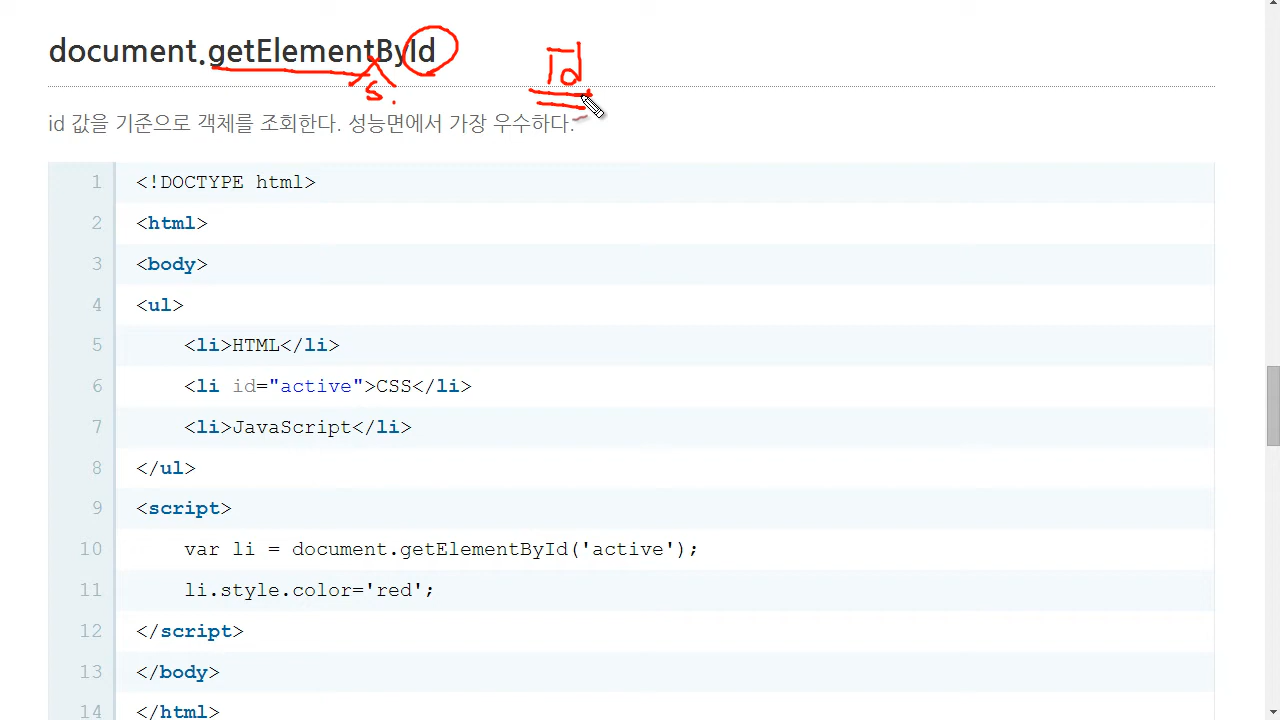 document.getElementById
s.
id
id 값을 기준으로 객체를 조회한다. 성능면에서 가장 우수하다.
1 <!DOCTYPE html>
2 <html>
3 <body>
4 <ul>
5     <li>HTML</li>
6     <li id="active">CSS</li>
7     <li>JavaScript</li>
8 </ul>
9 <script>
10     var li = document.getElementById('active');
11     li.style.color='red';
12 </script>
13 </body>
14 </html>